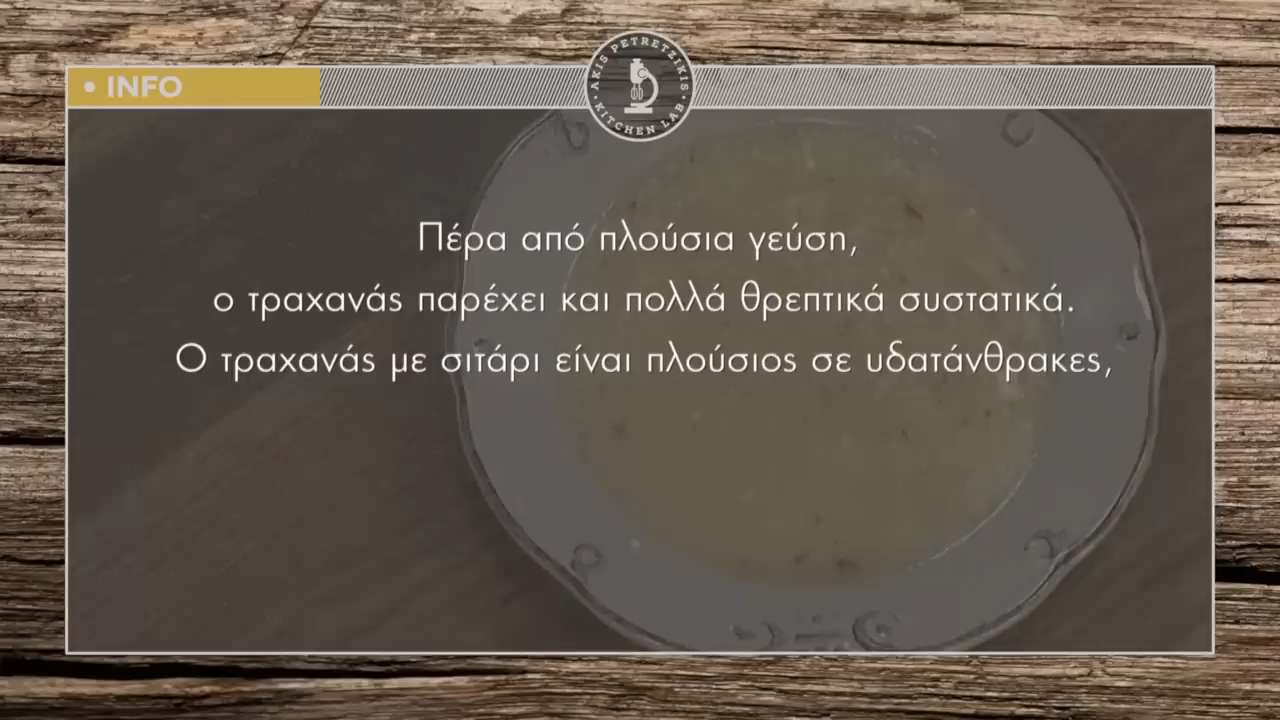 • INFO
AKIS PETRETZIKIS
• KITCHEN LAB •
Πέρα από πλούσια γεύση,
ο τραχανάς παρέχει και πολλά θρεπτικά συστατικά.
Ο τραχανάς με σιτάρι είναι πλούσιος σε υδατάνθρακες,